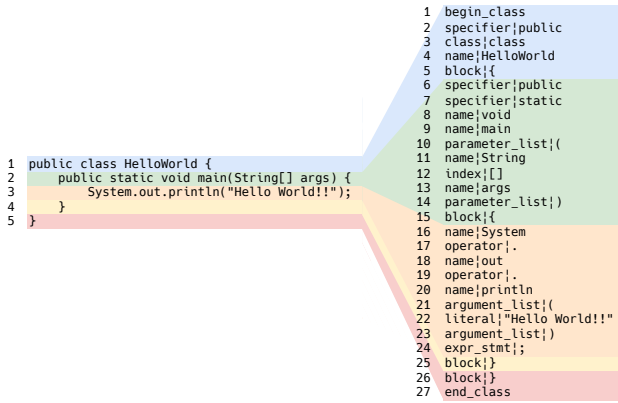 1 public class HelloWorld {
2 public static void main(String[] args) {
3 System.out.println("Hello World!!");
4 }
5 }
1 begin_class
2 specifier¦public
3 class¦class
4 name¦HelloWorld
5 block¦{
6 specifier¦public
7 specifier¦static
8 name¦void
9 name¦main
10 parameter_list¦(
11 name¦String
12 index¦[]
13 name¦args
14 parameter_list¦)
15 block¦{
16 name¦System
17 operator¦.
18 name¦out
19 operator¦.
20 name¦println
21 argument_list¦(
22 literal¦"Hello World!!"
23 argument_list¦)
24 expr_stmt¦;
25 block¦}
26 block¦}
27 end_class